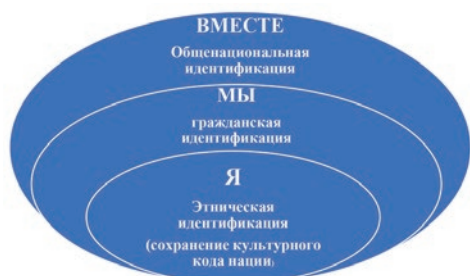 ВМЕСТЕ
Общенациональная
идентификация
МЫ
гражданская
идентификация
Я
Этническая
идентификация
(сохранение культурного
кода нации)